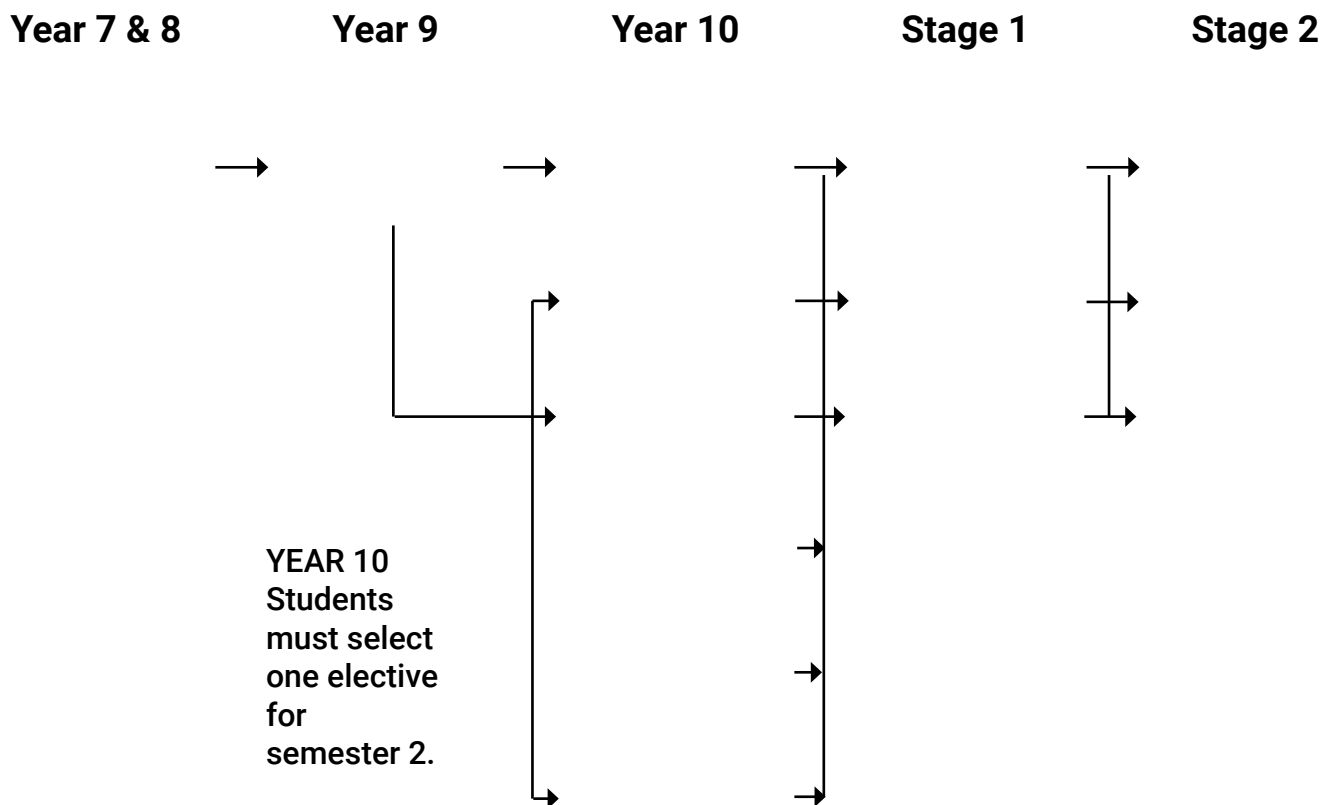 Year 7 & 8 Year 9 Year 10 Stage 1 Stage 2
YEAR 10
Students
must select
one elective
for
semester 2.